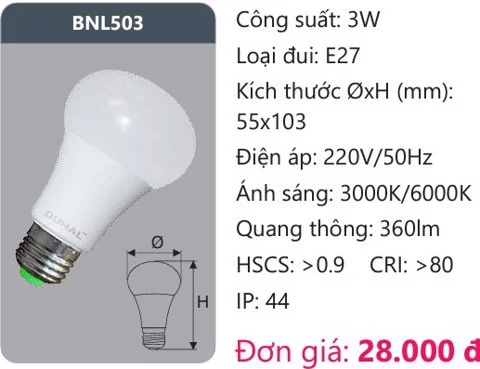 BNL503
DUHAL
Ø
H
Công suất: 3W
Loại đui: E27
Kích thước ØxH (mm):
55x103
Điện áp: 220V/50Hz
Ánh sáng: 3000K/6000K
Quang thông: 360lm
HSCS: >0.9 CRI: >80
IP: 44
Đơn giá: 28.000 đ